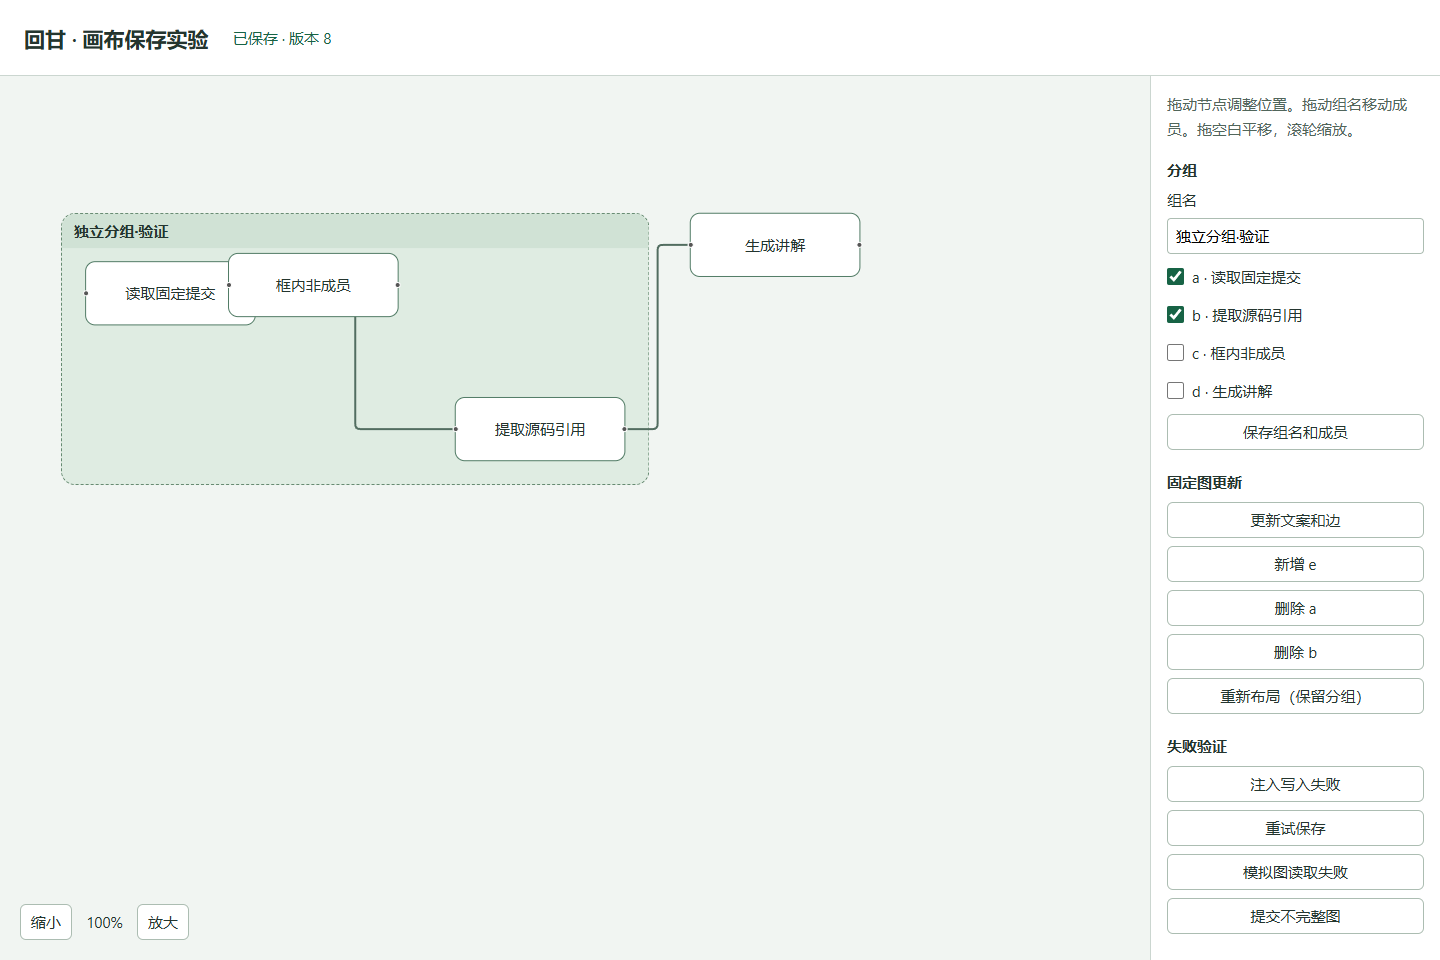 回甘 · 画布保存实验
已保存 · 版本 8
独立分组·验证
读取固定提交
框内非成员
提取源码引用
生成讲解
缩小
100%
放大
拖动节点调整位置。拖动组名移动成
员。拖空白平移，滚轮缩放。
分组
组名
独立分组·验证
a · 读取固定提交
b · 提取源码引用
c · 框内非成员
d · 生成讲解
保存组名和成员
固定图更新
更新文案和边
新增 e
删除 a
删除 b
重新布局（保留分组）
失败验证
注入写入失败
重试保存
模拟图读取失败
提交不完整图